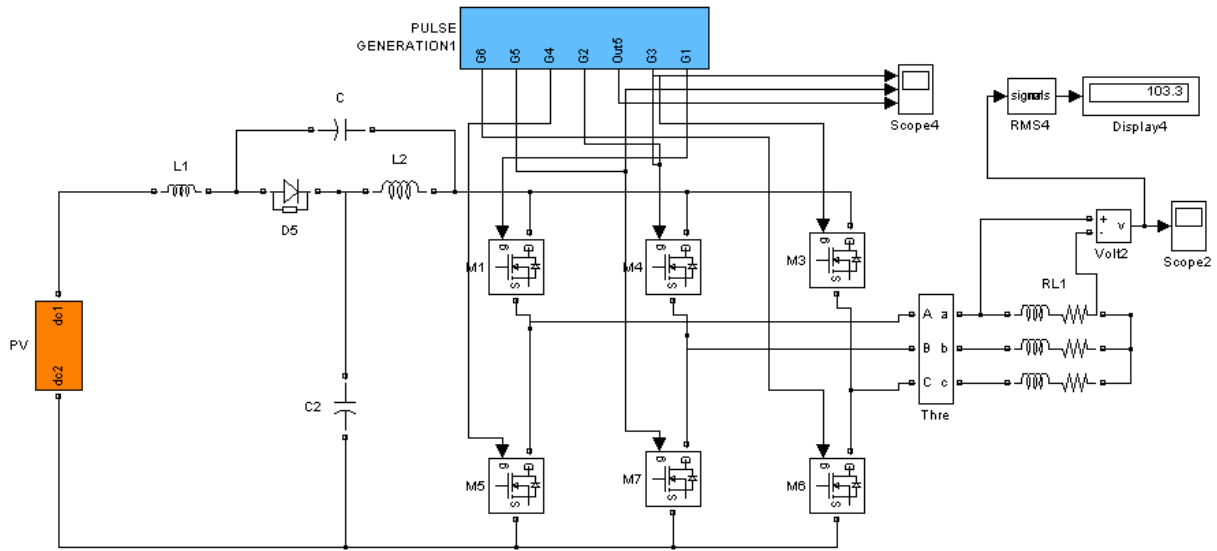 PULSE
GENERATION1
G6
G5
G4
G2
Out5
G3
G1
Scope4
signals
RMS4
103.3
Display4
C
L1
L2
D5
g
D
S
M1
g
D
S
M4
g
D
S
M3
+
-
v
Volt2
Scope2
RL1
dc1
dc2
PV
A a
B b
C c
Thre
C2
g
D
S
M5
g
D
S
M7
g
D
S
M6